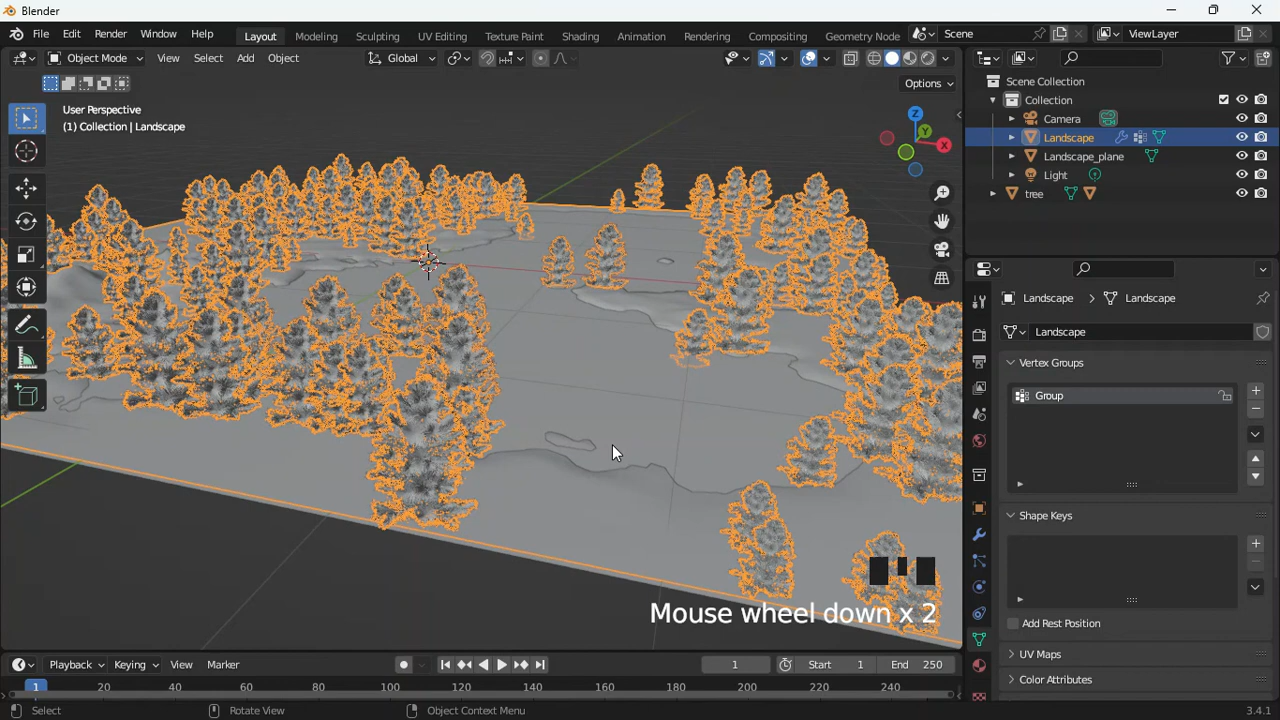 Blender
File Edit Render Window Help
Layout Modeling Sculpting UV Editing Texture Paint Shading Animation Rendering Compositing Geometry Node
Scene
ViewLayer
Object Mode View Select Add Object
Global
Options
User Perspective
(1) Collection | Landscape
Z
Y
X
Scene Collection
Collection
Camera
Landscape
Landscape_plane
Light
tree
Landscape Landscape
Landscape
Vertex Groups
Group
Shape Keys
Add Rest Position
UV Maps
Color Attributes
Mouse wheel down x 2
Playback Keying View Marker
1
Start 1
End 250
1 20 40 60 80 100 120 140 160 180 200 220 240
Select Rotate View Object Context Menu
3.4.1